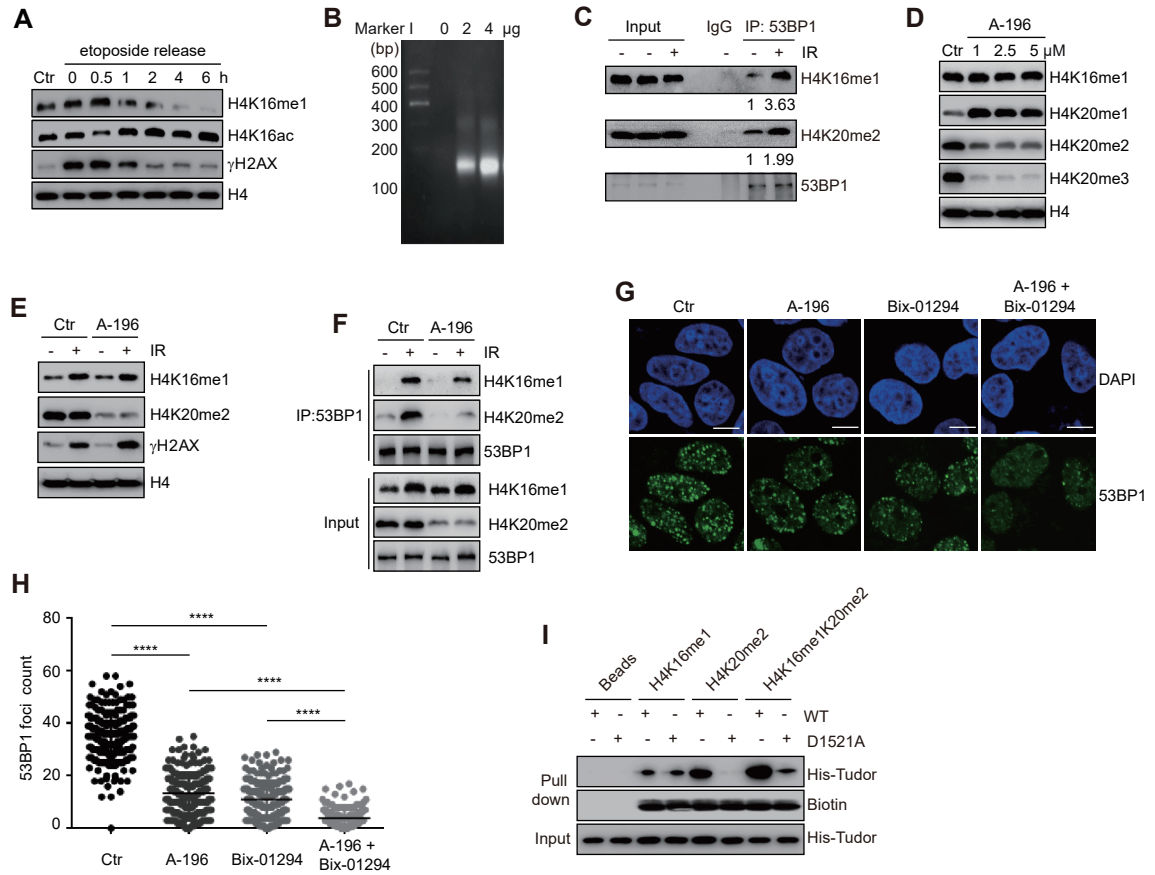 A
etoposide release
Ctr 0 0.5 1 2 4 6 h
H4K16me1
H4K16ac
γH2AX
H4
B
Marker I 0 2 4 μg
(bp)
600
500
400
300
200
100
C
Input IgG IP: 53BP1
- - + - - + IR
H4K16me1
1 3.63
H4K20me2
1 1.99
53BP1
D
A-196
Ctr 1 2.5 5 μM
H4K16me1
H4K20me1
H4K20me2
H4K20me3
H4
E
Ctr A-196
- + - + IR
H4K16me1
H4K20me2
γH2AX
H4
F
Ctr A-196
- + - + IR
IP:53BP1
H4K16me1
H4K20me2
53BP1
Input
H4K16me1
H4K20me2
53BP1
G
Ctr A-196 Bix-01294 A-196 +
Bix-01294
DAPI
53BP1
H
53BP1 foci count
80
60
40
20
0
****
****
****
****
Ctr A-196 Bix-01294 A-196 +
Bix-01294
I
Beads H4K16me1 H4K20me2 H4K16me1K20me2
+ - + - + - + - WT
- + - + - + - + D1521A
Pull
down
His-Tudor
Biotin
Input His-Tudor